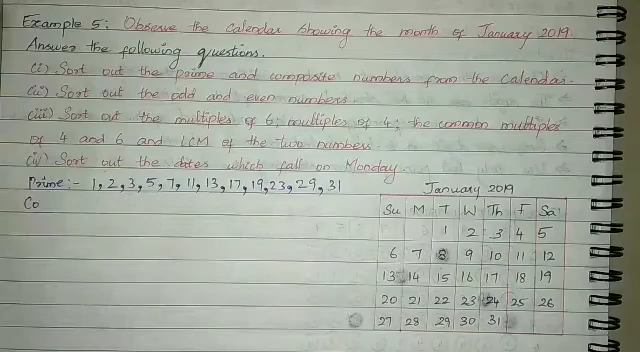 Example 5: Observe the calendar showing the month of January 2019.
Answer the following questions.
(i) Sort out the prime and composite numbers from the calendar.
(ii) Sort out the odd and even numbers.
(iii) Sort out the multiples of 6; multiples of 4; the common multiples
of 4 and 6 and LCM of the two numbers.
(iv) Sort out the dates which fall on Monday.
Prime:- 1, 2, 3, 5, 7, 11, 13, 17, 19, 23, 29, 31
Co
January 2019
Su M T W Th F Sa
1 2 3 4 5
6 7 8 9 10 11 12
13 14 15 16 17 18 19
20 21 22 23 24 25 26
27 28 29 30 31